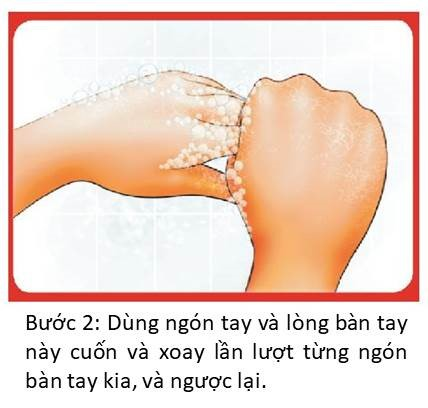 Bước 2: Dùng ngón tay và lòng bàn tay
này cuốn và xoay lần lượt từng ngón
bàn tay kia, và ngược lại.